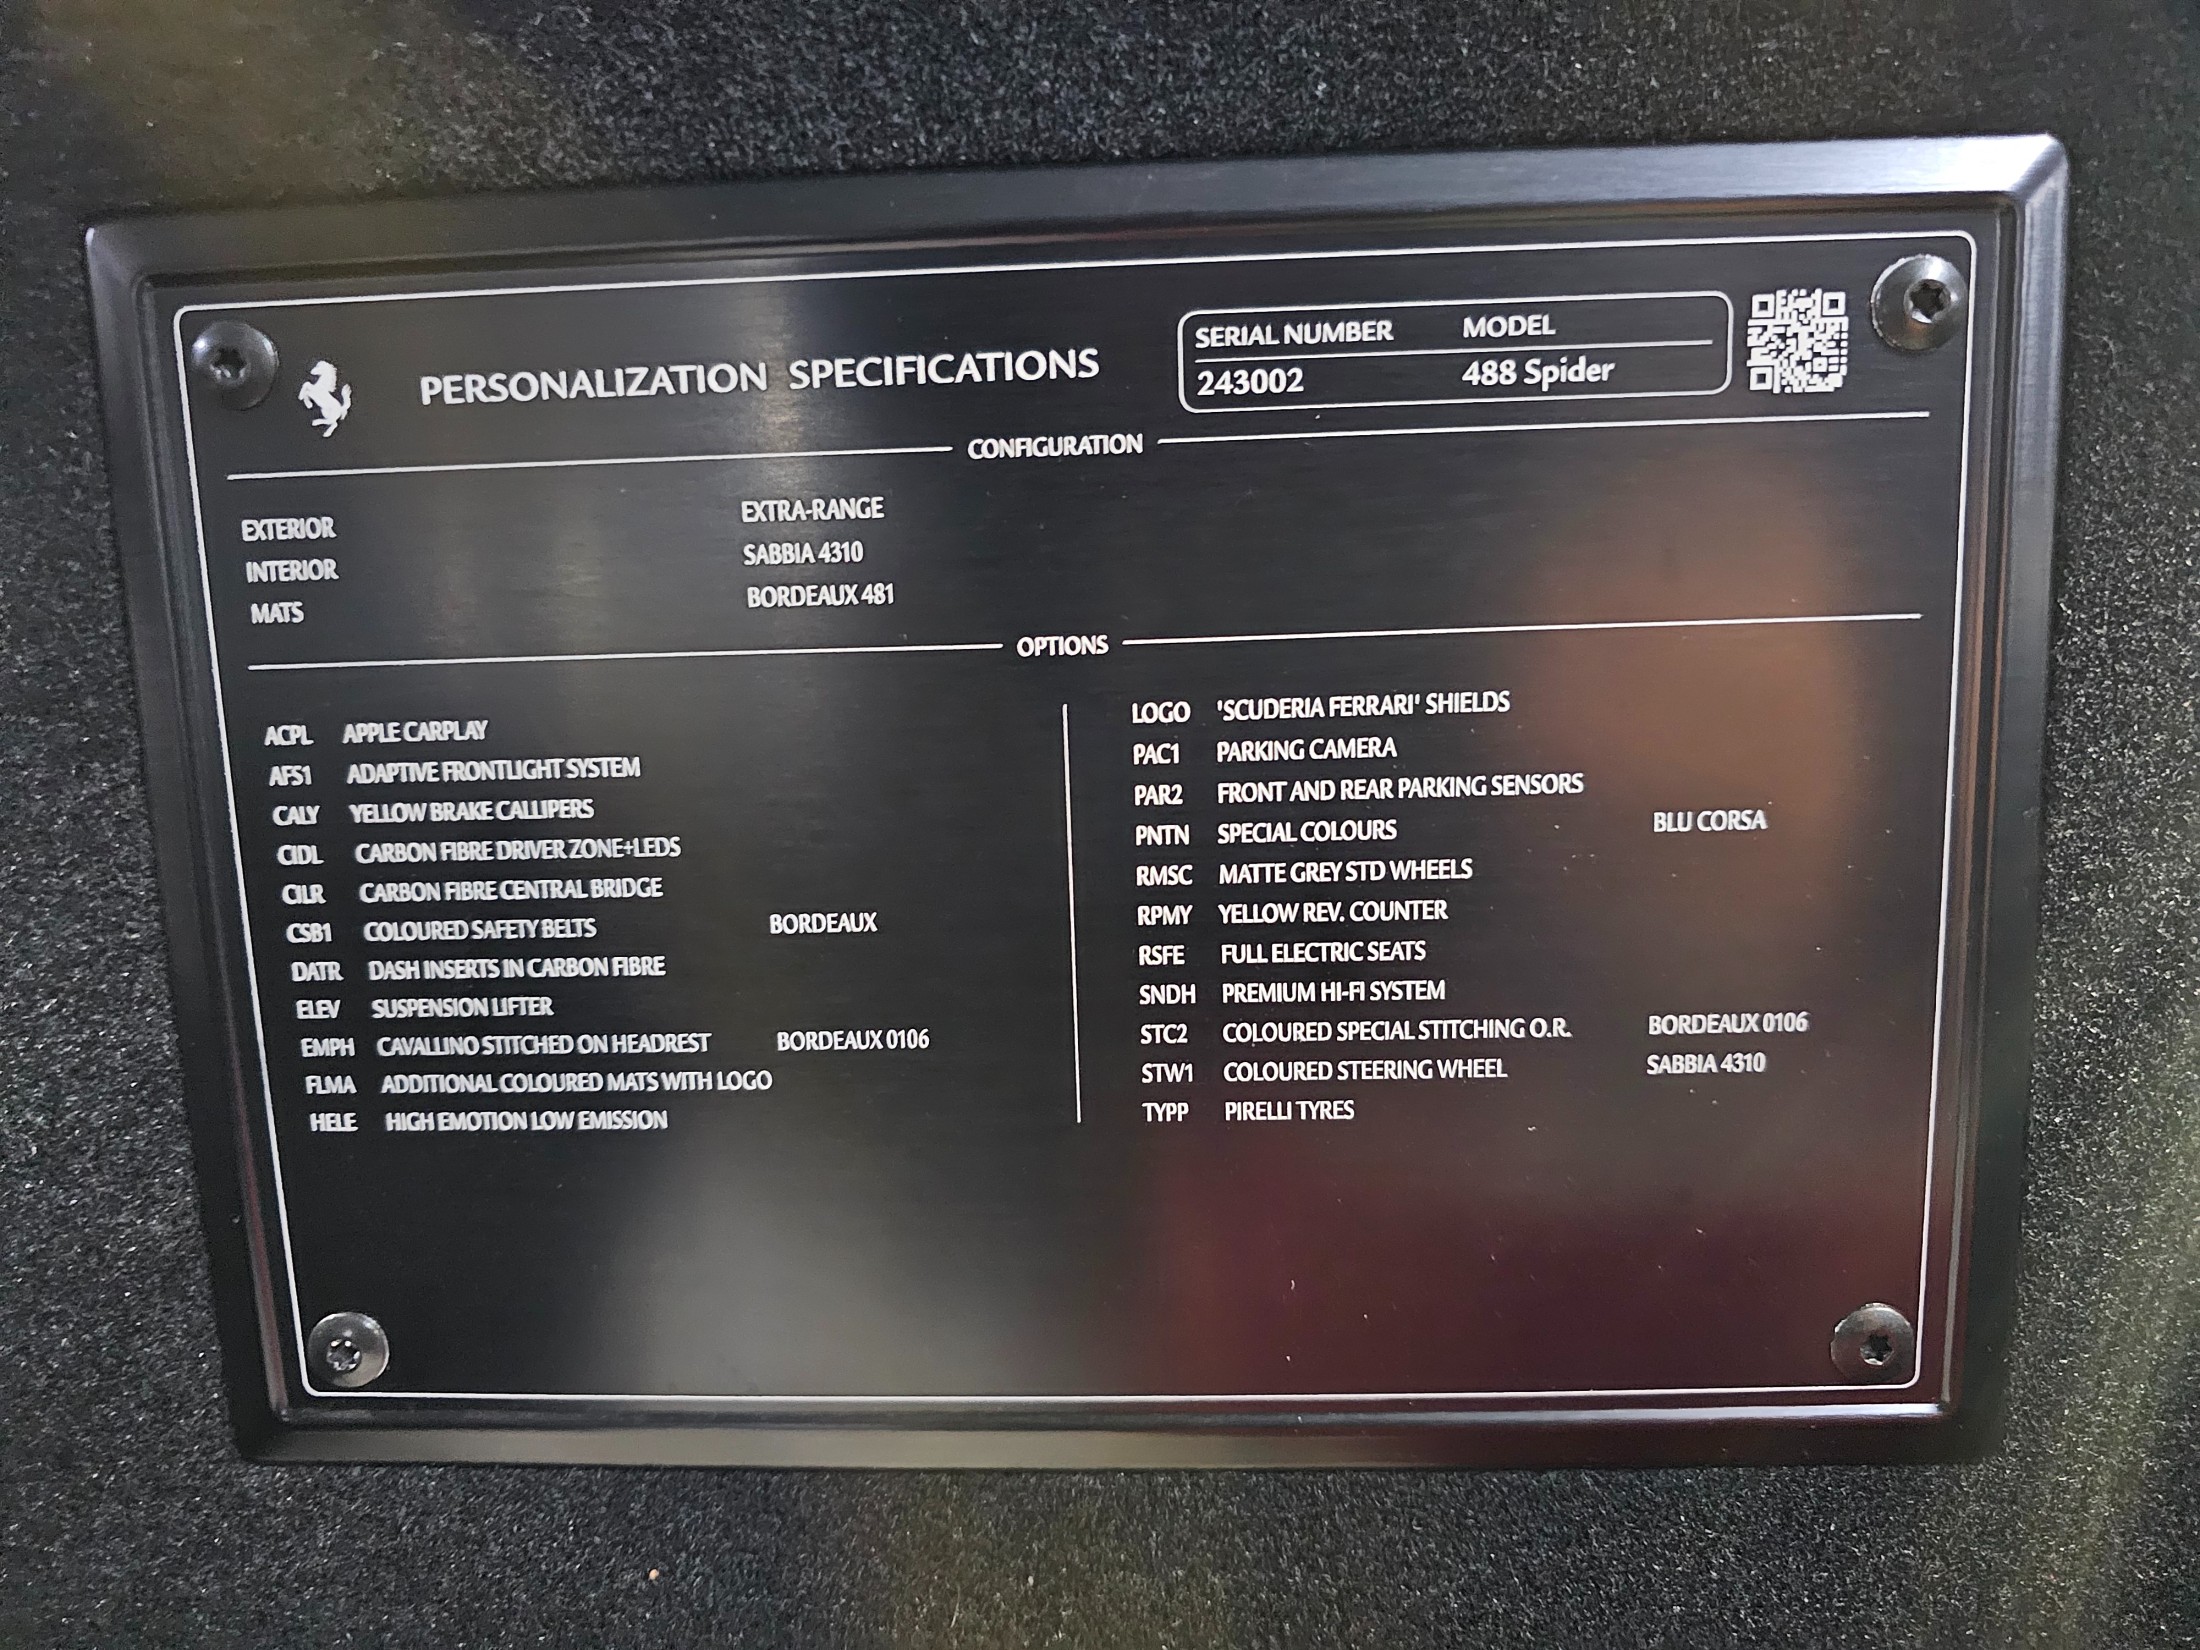 PERSONALIZATION SPECIFICATIONS
SERIAL NUMBER MODEL
243002 488 Spider
CONFIGURATION
EXTERIOR EXTRA-RANGE
INTERIOR SABBIA 4310
MATS BORDEAUX 481
OPTIONS
ACPL APPLE CARPLAY
AFS1 ADAPTIVE FRONTLIGHT SYSTEM
CALY YELLOW BRAKE CALLIPERS
CIDL CARBON FIBRE DRIVER ZONE+LEDS
CILR CARBON FIBRE CENTRAL BRIDGE
CSB1 COLOURED SAFETY BELTS BORDEAUX
DATR DASH INSERTS IN CARBON FIBRE
ELEV SUSPENSION LIFTER
EMPH CAVALLINO STITCHED ON HEADREST BORDEAUX 0106
FLMA ADDITIONAL COLOURED MATS WITH LOGO
HELE HIGH EMOTION LOW EMISSION
LOGO 'SCUDERIA FERRARI' SHIELDS
PAC1 PARKING CAMERA
PAR2 FRONT AND REAR PARKING SENSORS
PNTN SPECIAL COLOURS BLU CORSA
RMSC MATTE GREY STD WHEELS
RPMY YELLOW REV. COUNTER
RSFE FULL ELECTRIC SEATS
SNDH PREMIUM HI-FI SYSTEM
STC2 COLOURED SPECIAL STITCHING O.R. BORDEAUX 0106
STW1 COLOURED STEERING WHEEL SABBIA 4310
TYPP PIRELLI TYRES